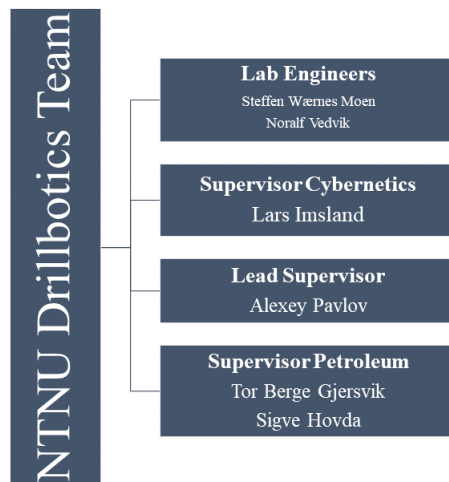 NTNU Drillbotics Team
Lab Engineers
Steffen Wærnes Moen
Noralf Vedvik
Supervisor Cybernetics
Lars Imsland
Lead Supervisor
Alexey Pavlov
Supervisor Petroleum
Tor Berge Gjersvik
Sigve Hovda